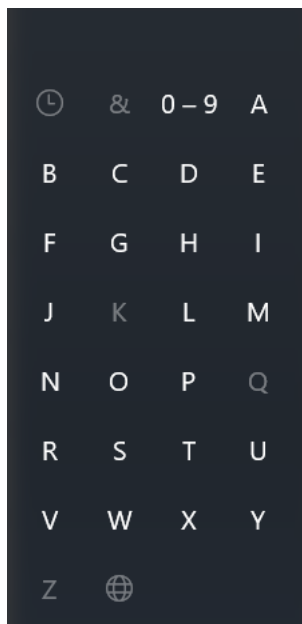 & 0 – 9 A
B C D E
F G H I
J K L M
N O P Q
R S T U
V W X Y
Z